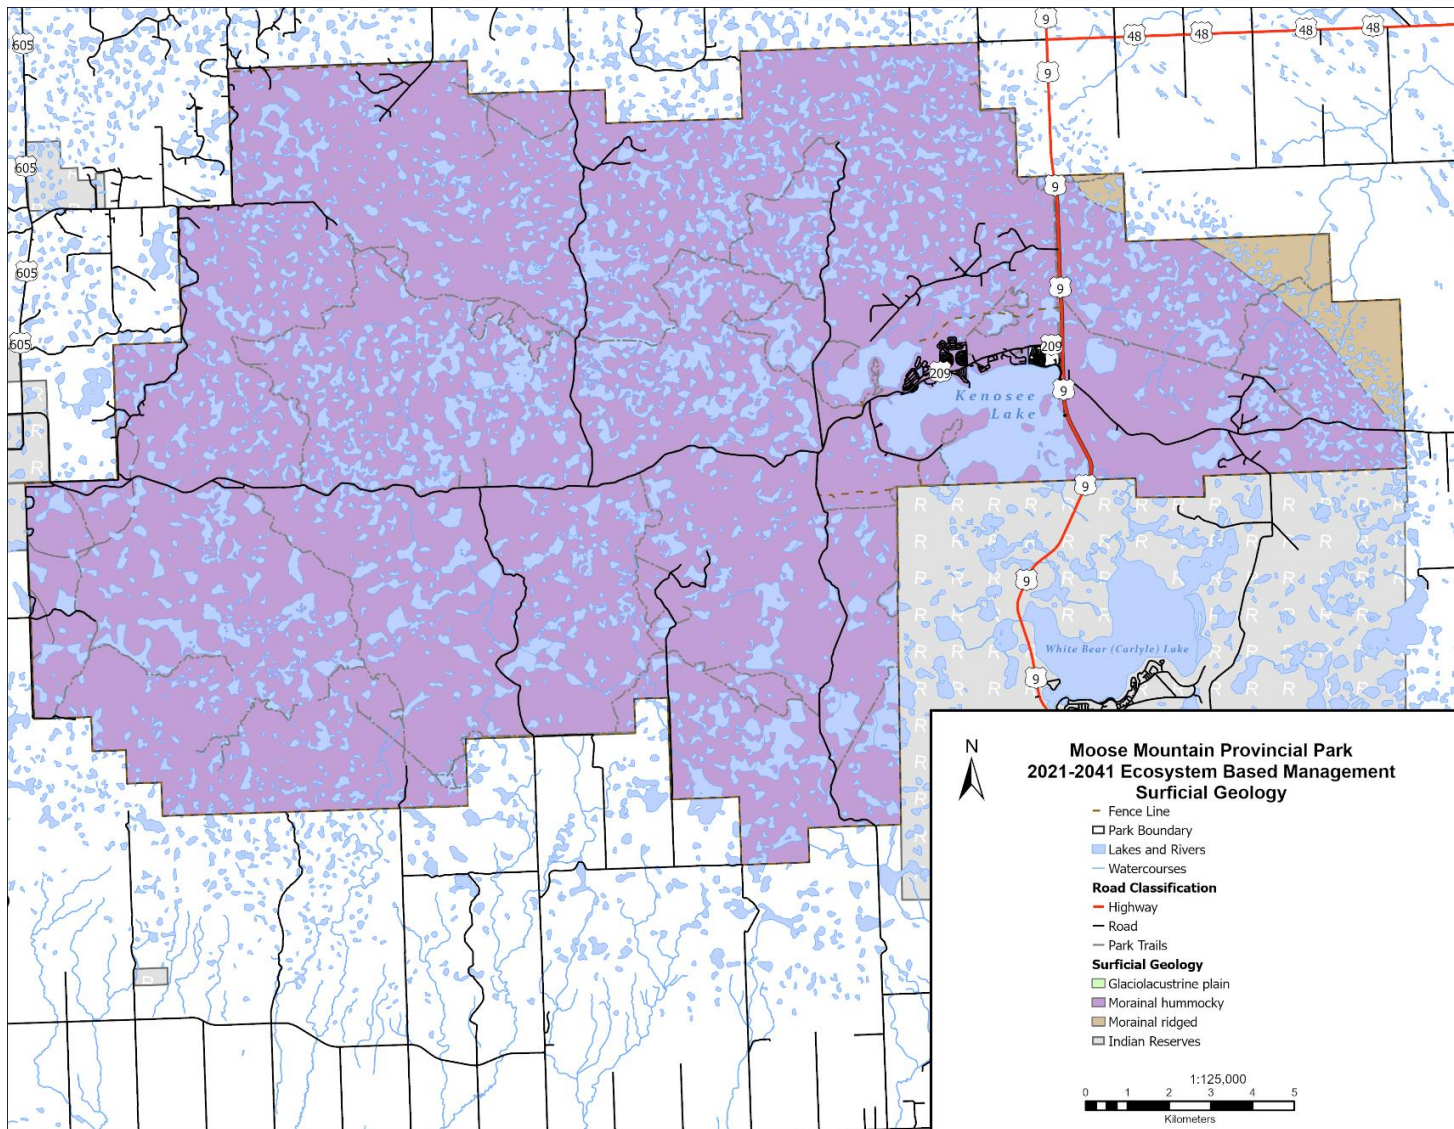 9
48
48
48
48
9
605
605
9
605
9
605
209
209
9
Kenosee
Lake
R
9
R R R R R R
9
White Bear (Carlyle) Lake
9
N
Moose Mountain Provincial Park
2021-2041 Ecosystem Based Management
Surficial Geology
Fence Line
Park Boundary
Lakes and Rivers
Watercourses
Road Classification
Highway
Road
Park Trails
Surficial Geology
Glaciolacustrine plain
Morainal hummocky
Morainal ridged
Indian Reserves
1:125,000
0 1 2 3 4 5
Kilometers